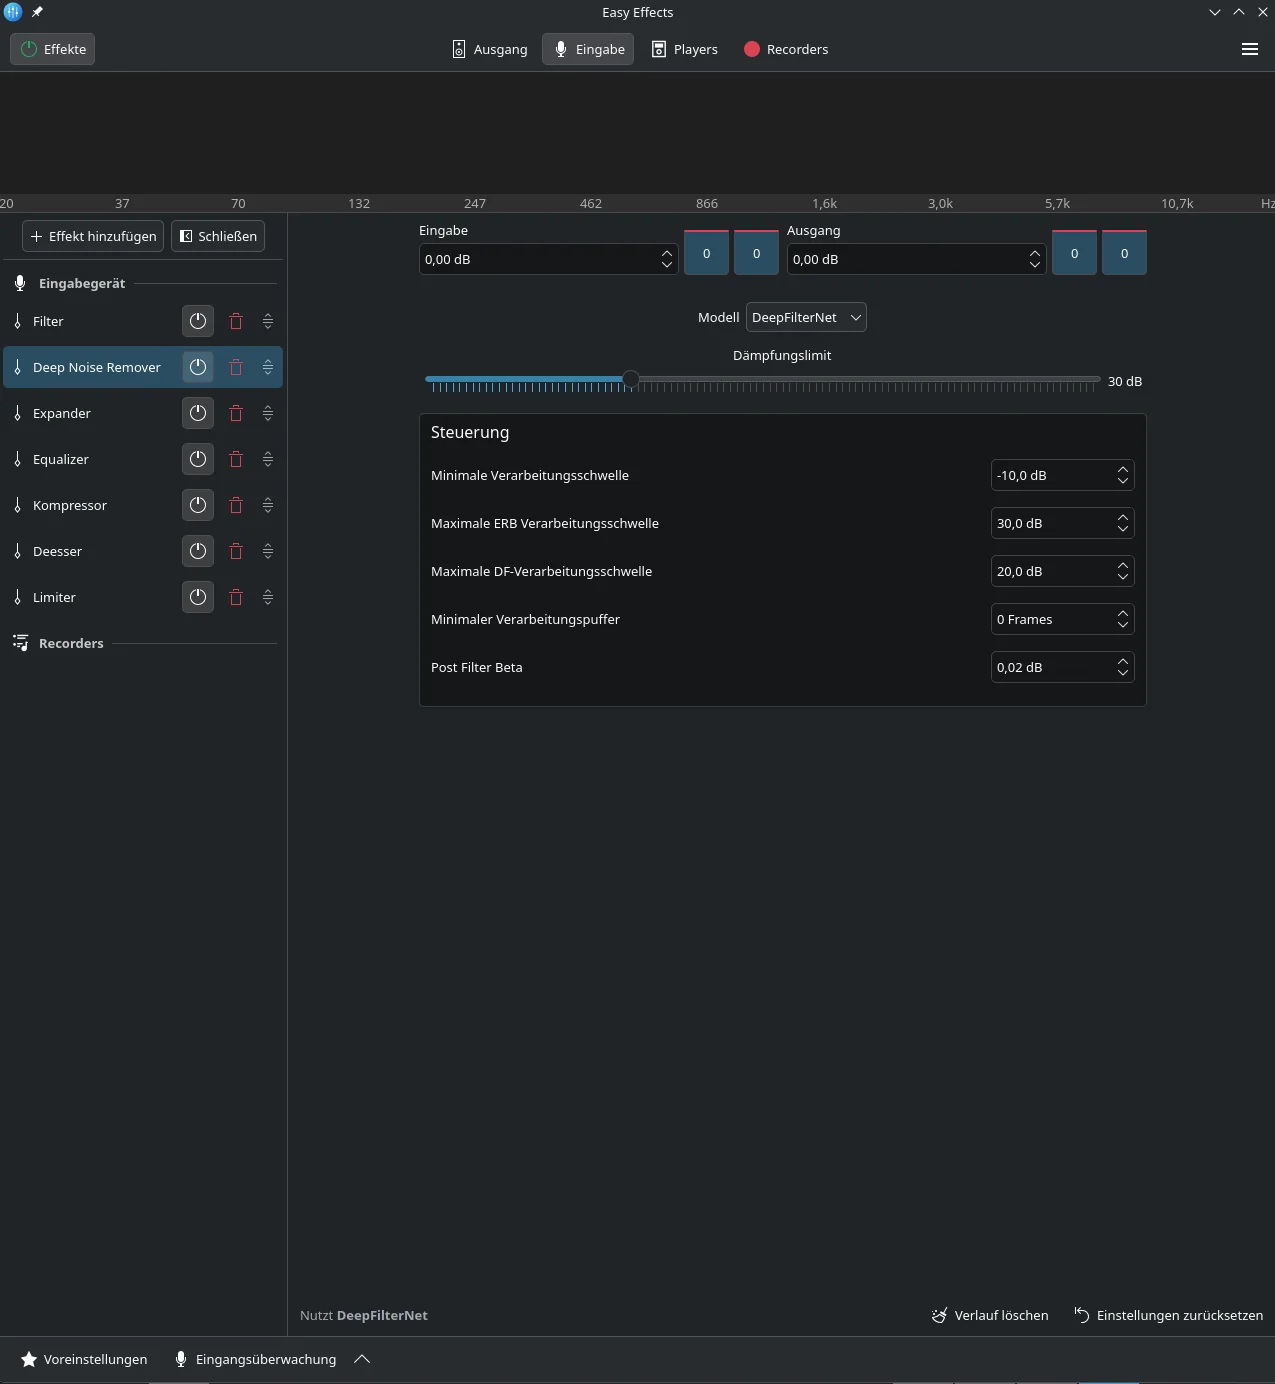 Easy Effects
Effekte
Ausgang
Eingabe
Players
Recorders
20 37 70 132 247 462 866 1,6k 3,0k 5,7k 10,7k Hz
Effekt hinzufügen
Schließen
Eingabegerät
Filter
Deep Noise Remover
Expander
Equalizer
Kompressor
Deesser
Limiter
Recorders
Eingabe
0,00 dB
0 0
Ausgang
0,00 dB
0 0
Modell DeepFilterNet
Dämpfungslimit
30 dB
Steuerung
Minimale Verarbeitungsschwelle -10,0 dB
Maximale ERB Verarbeitungsschwelle 30,0 dB
Maximale DF-Verarbeitungsschwelle 20,0 dB
Minimaler Verarbeitungspuffer 0 Frames
Post Filter Beta 0,02 dB
Nutzt DeepFilterNet
Verlauf löschen
Einstellungen zurücksetzen
Voreinstellungen
Eingangsüberwachung